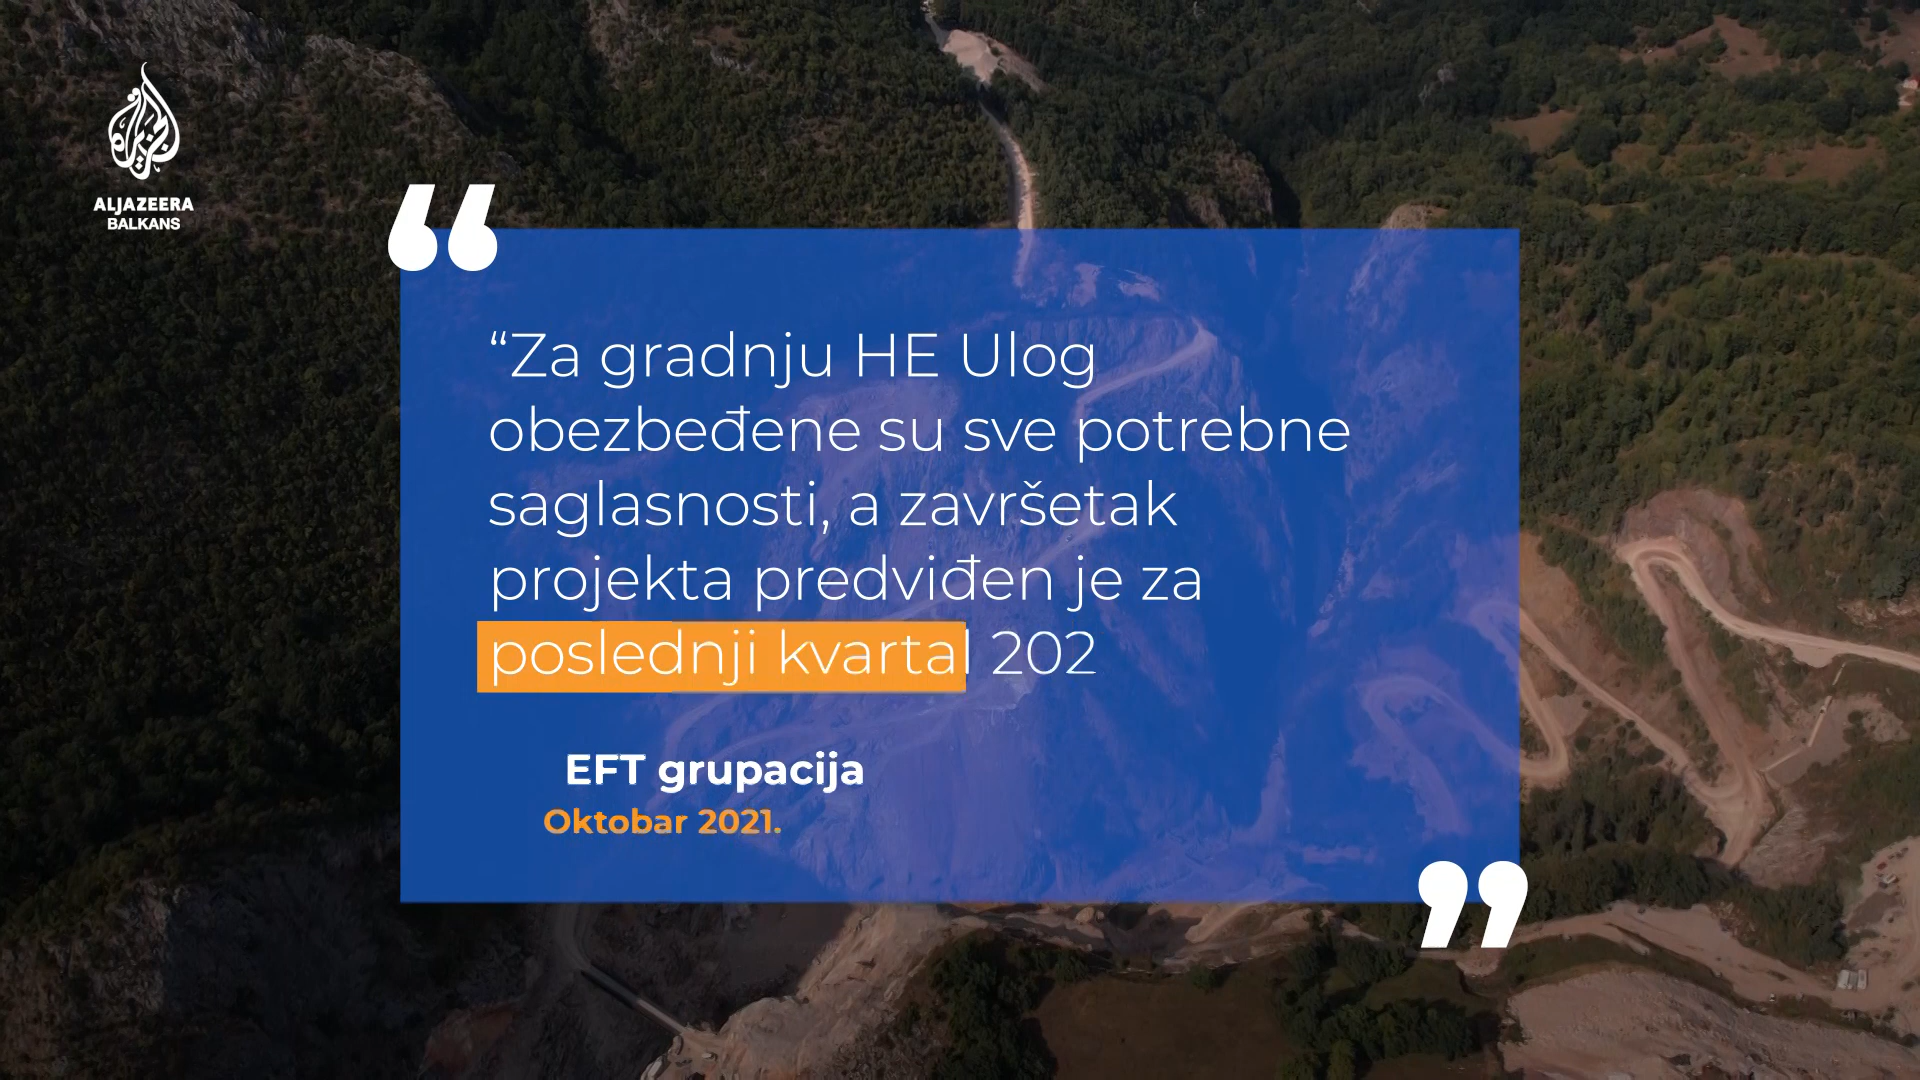 ALJAZEERA
BALKANS
“Za gradnju HE Ulog
obezbeđene su sve potrebne
saglasnosti, a završetak
projekta predviđen je za
poslednji kvartal 202
EFT grupacija
Oktobar 2021.